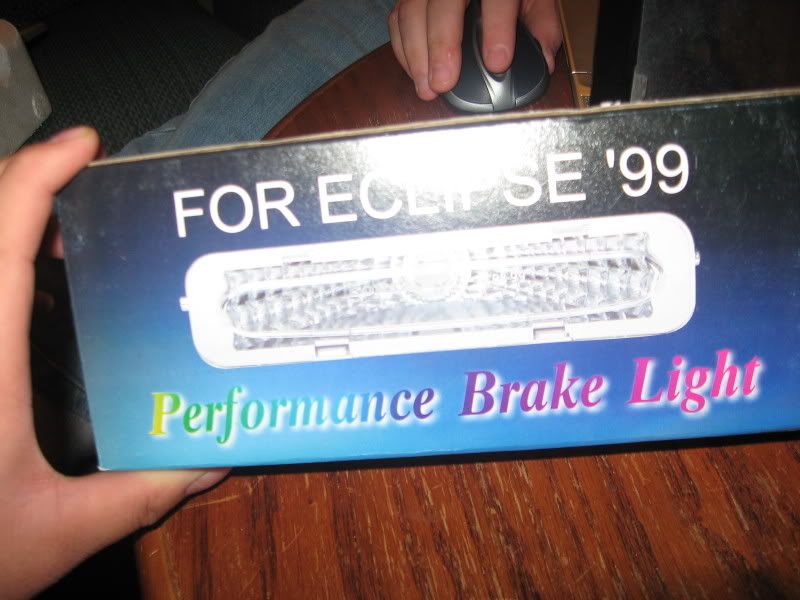 FOR ECLIPSE '99
Performance Brake Light